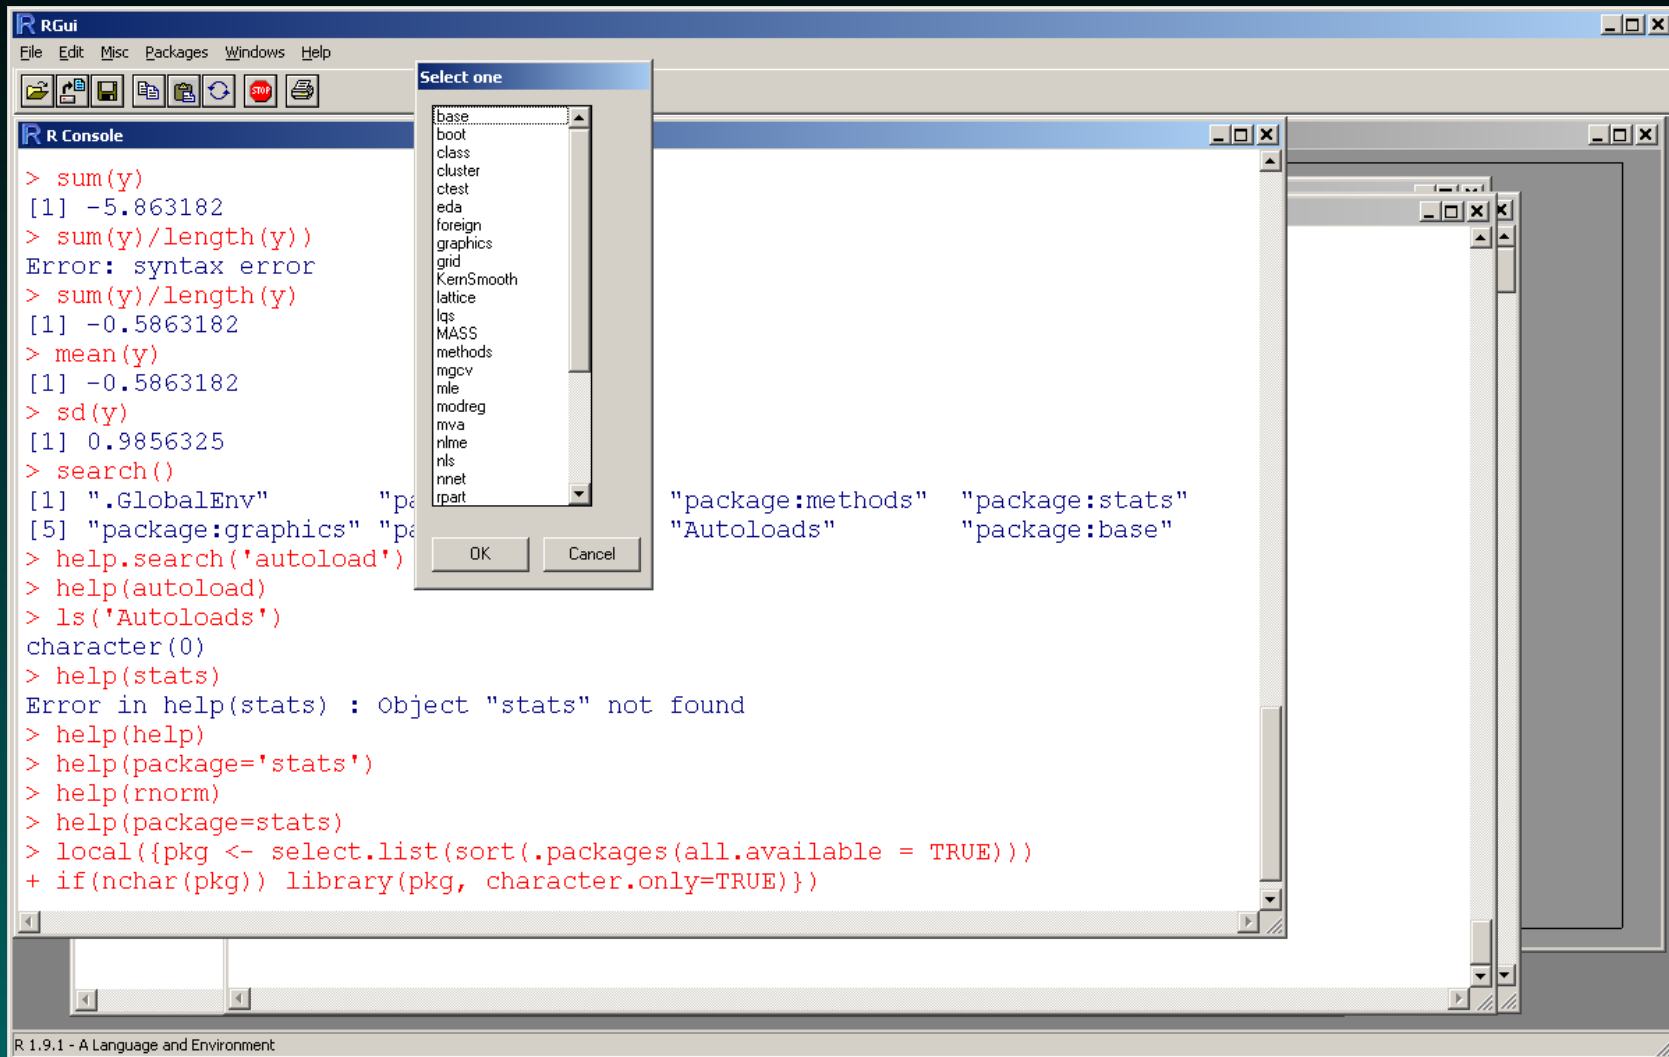 RGui
File Edit Misc Packages Windows Help
STOP
Select one
base
boot
class
cluster
ctest
eda
foreign
graphics
grid
KernSmooth
lattice
lqs
MASS
methods
mgcv
mle
modreg
mva
nlme
nls
nnet
rpart
OK Cancel
R Console
> sum(y)
[1] -5.863182
> sum(y)/length(y))
Error: syntax error
> sum(y)/length(y)
[1] -0.5863182
> mean(y)
[1] -0.5863182
> sd(y)
[1] 0.9856325
> search()
[1] ".GlobalEnv" "pa "package:methods" "package:stats"
[5] "package:graphics" "pa "Autoloads" "package:base"
> help.search('autoload')
> help(autoload)
> ls('Autoloads')
character(0)
> help(stats)
Error in help(stats) : Object "stats" not found
> help(help)
> help(package='stats')
> help(rnorm)
> help(package=stats)
> local({pkg <- select.list(sort(.packages(all.available = TRUE)))
+ if(nchar(pkg)) library(pkg, character.only=TRUE)})
R 1.9.1 - A Language and Environment